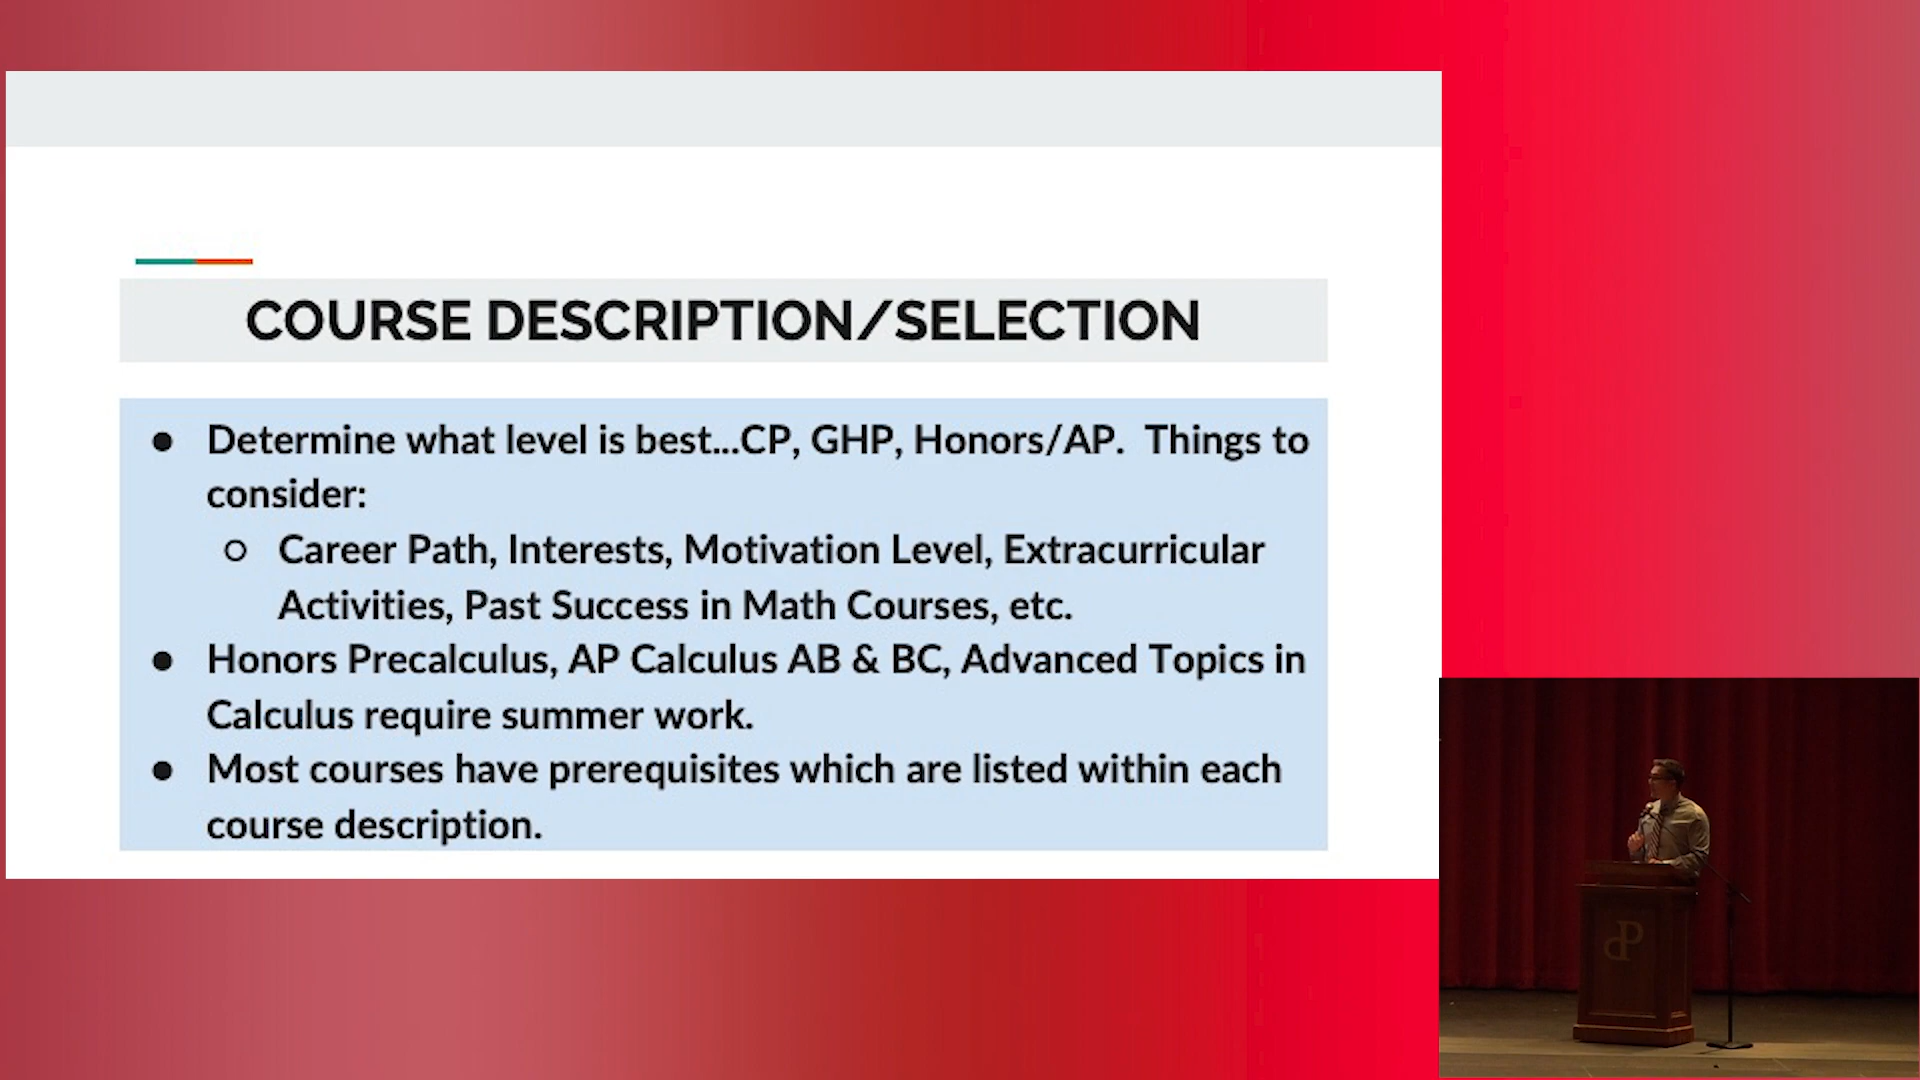 COURSE DESCRIPTION/SELECTION
● Determine what level is best...CP, GHP, Honors/AP.  Things to
consider:
○ Career Path, Interests, Motivation Level, Extracurricular
Activities, Past Success in Math Courses, etc.
● Honors Precalculus, AP Calculus AB & BC, Advanced Topics in
Calculus require summer work.
● Most courses have prerequisites which are listed within each
course description.